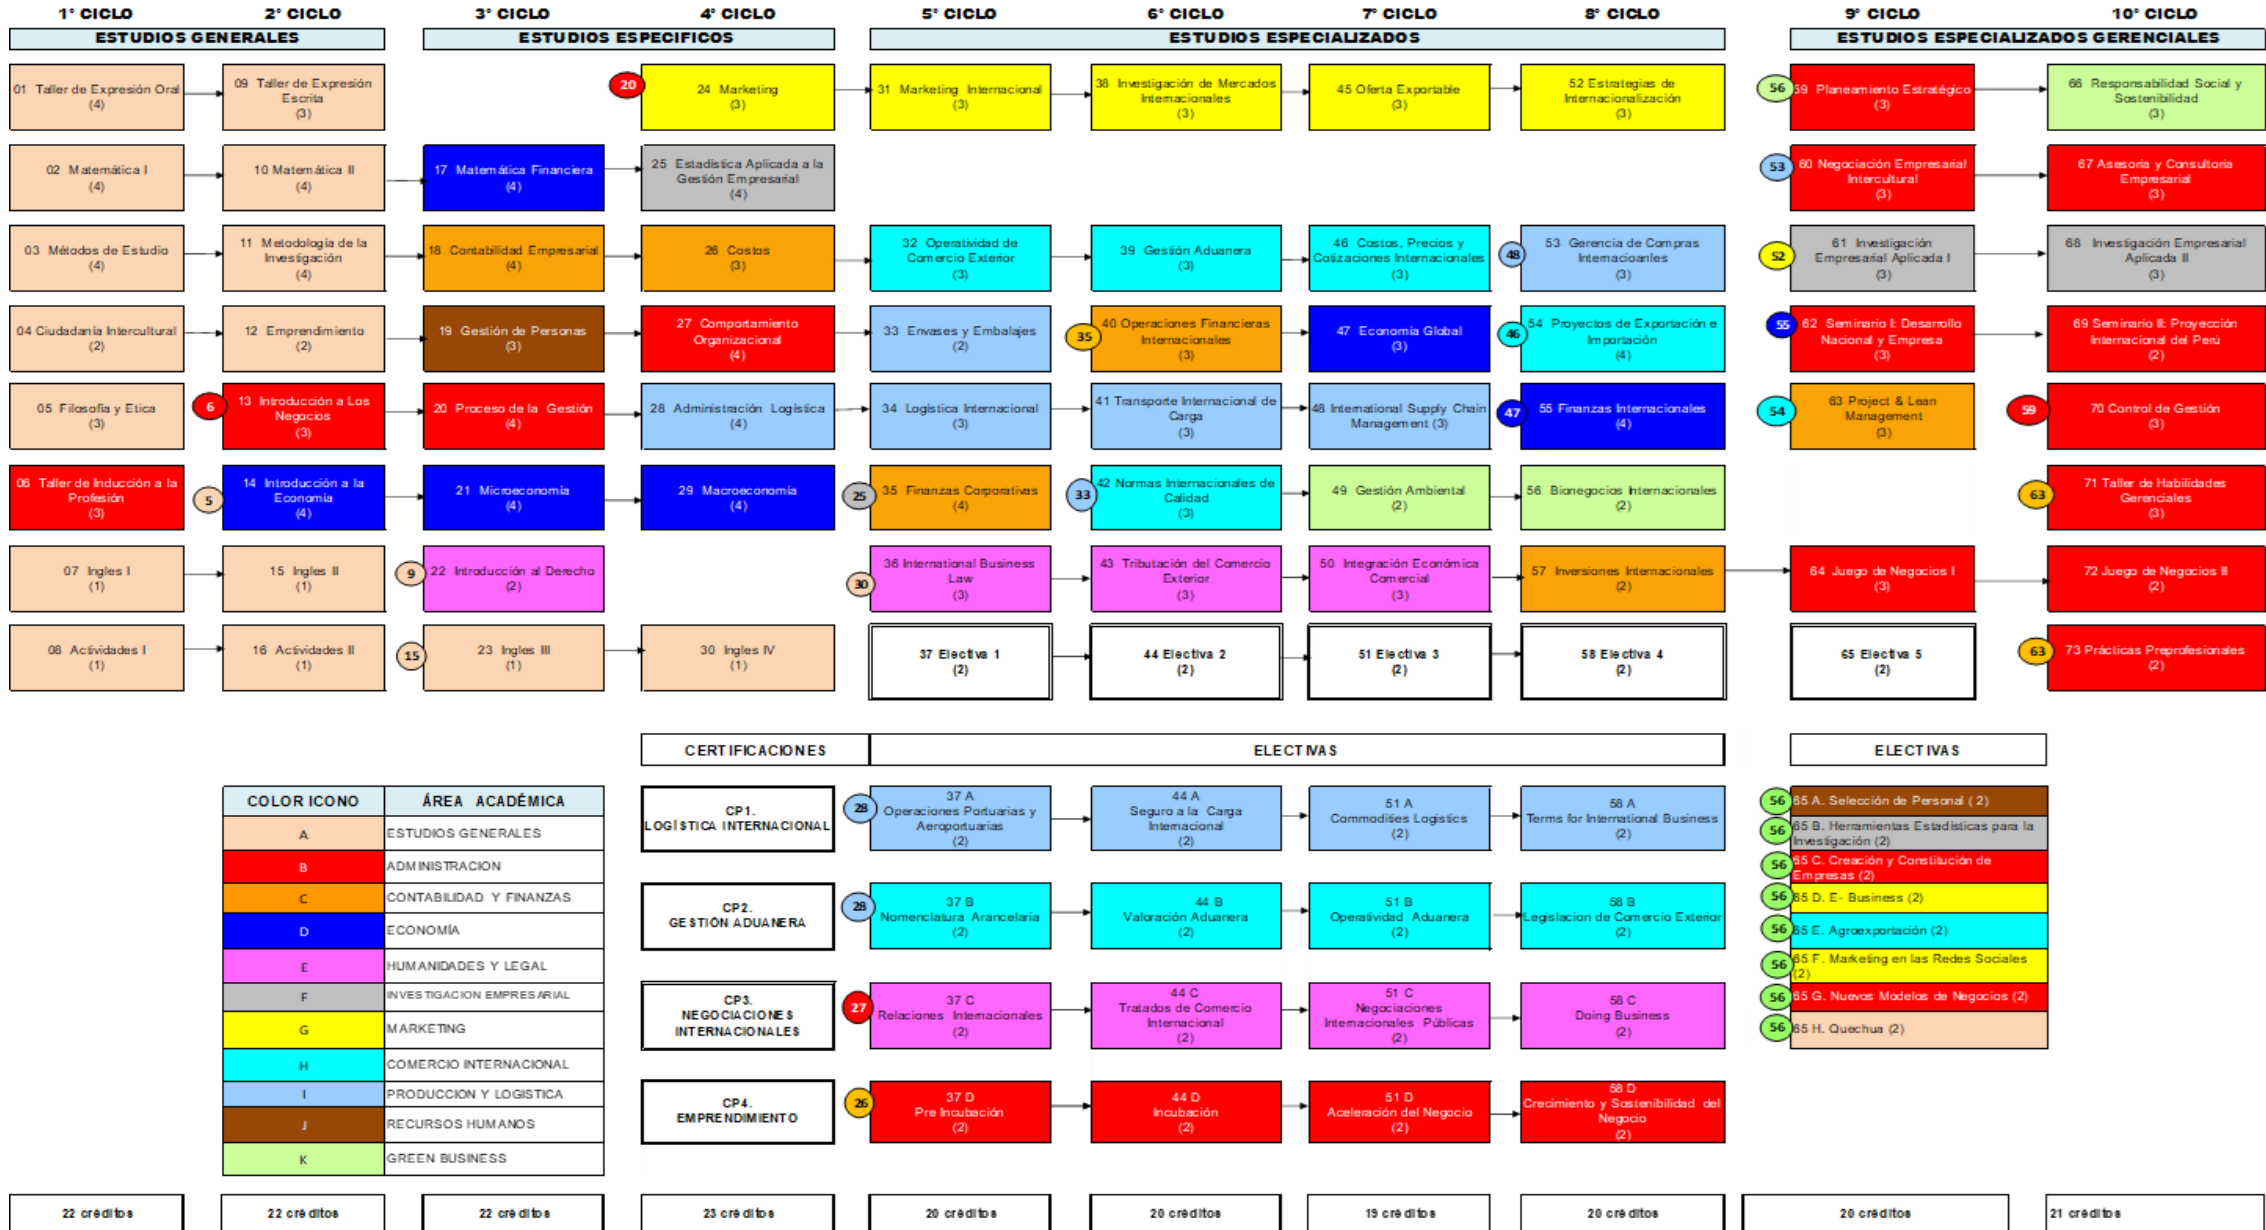 1° CICLO
2° CICLO
3° CICLO
4° CICLO
5° CICLO
6° CICLO
7° CICLO
8° CICLO
9° CICLO
10° CICLO
ESTUDIOS GENERALES
ESTUDIOS ESPECIFICOS
ESTUDIOS ESPECIALIZADOS
ESTUDIOS ESPECIALIZADOS GERENCIALES
01 Taller de Expresión Oral
(4)
09 Taller de Expresión
Escrita
(3)
20
24 Marketing
(3)
31 Marketing Internacional
(3)
38 Investigación de Mercados
Internacionales
(3)
45 Oferta Exportable
(3)
52 Estrategias de
Internacionalización
(3)
56
59 Planeamiento Estratégico
(3)
66 Responsabilidad Social y
Sostenibilidad
(3)
02 Matemática I
(4)
10 Matemática II
(4)
17 Matemática Financiera
(4)
25 Estadística Aplicada a la
Gestión Empresarial
(4)
53
60 Negociación Empresarial
Intercultural
(3)
67 Asesoría y Consultoría
Empresarial
(3)
03 Métodos de Estudio
(4)
11 Metodología de la
Investigación
(4)
18 Contabilidad Empresarial
(4)
26 Costos
(3)
32 Operatividad de
Comercio Exterior
(3)
39 Gestión Aduanera
(3)
46 Costos, Precios y
Cotizaciones Internacionales
(3)
48
53 Gerencia de Compras
Internacioanles
(3)
52
61 Investigación
Empresarial Aplicada I
(3)
68 Investigación Empresarial
Aplicada II
(3)
04 Ciudadanía Intercultural
(2)
12 Emprendimiento
(2)
19 Gestión de Personas
(3)
27 Comportamiento
Organizacional
(4)
33 Envases y Embalajes
(2)
35
40 Operaciones Financieras
Internacionales
(3)
47 Economía Global
(3)
46
54 Proyectos de Exportación e
Importación
(4)
55
62 Seminario I: Desarrollo
Nacional y Empresa
(3)
69 Seminario II: Proyección
Internacional del Perú
(2)
05 Filosofía y Etica
(3)
6
13 Introducción a Los
Negocios
(3)
20 Proceso de la Gestión
(4)
28 Administración Logística
(4)
34 Logística Internacional
(3)
41 Transporte Internacional de
Carga
(3)
48 International Supply Chain
Management (3)
47
55 Finanzas Internacionales
(4)
54
63 Project & Lean
Management
(3)
59
70 Control de Gestión
(3)
06 Taller de Inducción a la
Profesión
(3)
5
14 Introducción a la
Economía
(4)
21 Microeconomía
(4)
29 Macroeconomía
(4)
25
35 Finanzas Corporativas
(4)
33
42 Normas Internacionales de
Calidad
(3)
49 Gestión Ambiental
(2)
56 Bionegocios Internacionales
(2)
63
71 Taller de Habilidades
Gerenciales
(3)
07 Ingles I
(1)
15 Ingles II
(1)
9
22 Introducción al Derecho
(2)
30
36 International Business
Law
(3)
43 Tributación del Comercio
Exterior
(3)
50 Integración Económica
Comercial
(3)
57 Inversiones Internacionales
(2)
64 Juego de Negocios I
(3)
72 Juego de Negocios II
(2)
08 Actividades I
(1)
16 Actividades II
(1)
15
23 Ingles III
(1)
30 Ingles IV
(1)
37 Electiva 1
(2)
44 Electiva 2
(2)
51 Electiva 3
(2)
58 Electiva 4
(2)
65 Electiva 5
(2)
63
73 Prácticas Preprofesionales
(2)
CERTIFICACIONES
ELECTIVAS
ELECTIVAS
COLOR ICONO
ÁREA ACADÉMICA
A
ESTUDIOS GENERALES
B
ADMINISTRACION
C
CONTABILIDAD Y FINANZAS
D
ECONOMÍA
E
HUMANIDADES Y LEGAL
F
INVESTIGACION EMPRESARIAL
G
MARKETING
H
COMERCIO INTERNACIONAL
I
PRODUCCION Y LOGISTICA
J
RECURSOS HUMANOS
K
GREEN BUSINESS
CP1.
LOGÍSTICA INTERNACIONAL
28
37 A
Operaciones Portuarias y
Aeroportuarias
(2)
44 A
Seguro a la Carga
Internacional
(2)
51 A
Commodities Logistics
(2)
58 A
Terms for International Business
(2)
CP2.
GESTIÓN ADUANERA
28
37 B
Nomenclatura Arancelaria
(2)
44 B
Valoración Aduanera
(2)
51 B
Operatividad Aduanera
(2)
58 B
Legislacion de Comercio Exterior
(2)
CP3.
NEGOCIACIONES
INTERNACIONALES
27
37 C
Relaciones Internacionales
(2)
44 C
Tratados de Comercio
Internacional
(2)
51 C
Negociaciones
Internacionales Públicas
(2)
58 C
Doing Business
(2)
CP4.
EMPRENDIMIENTO
26
37 D
Pre Incubación
(2)
44 D
Incubación
(2)
51 D
Aceleración del Negocio
(2)
58 D
Crecimiento y Sostenibilidad del
Negocio
(2)
56
65 A. Selección de Personal ( 2)
56
65 B. Herramientas Estadísticas para la
Investigación (2)
56
65 C. Creación y Constitución de
Empresas (2)
56
65 D. E- Business (2)
56
65 E. Agroexportación (2)
56
65 F. Marketing en las Redes Sociales
(2)
56
65 G. Nuevos Modelos de Negocios (2)
56
65 H. Quechua (2)
22 créditos
22 créditos
22 créditos
23 créditos
20 créditos
20 créditos
19 créditos
20 créditos
20 créditos
21 créditos